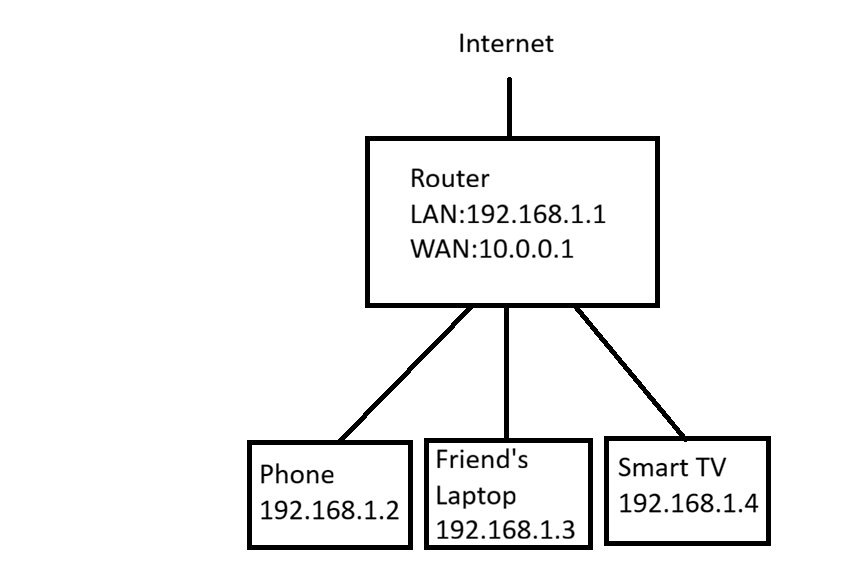 Internet
Router
LAN:192.168.1.1
WAN:10.0.0.1
Phone
192.168.1.2
Friend's
Laptop
192.168.1.3
Smart TV
192.168.1.4